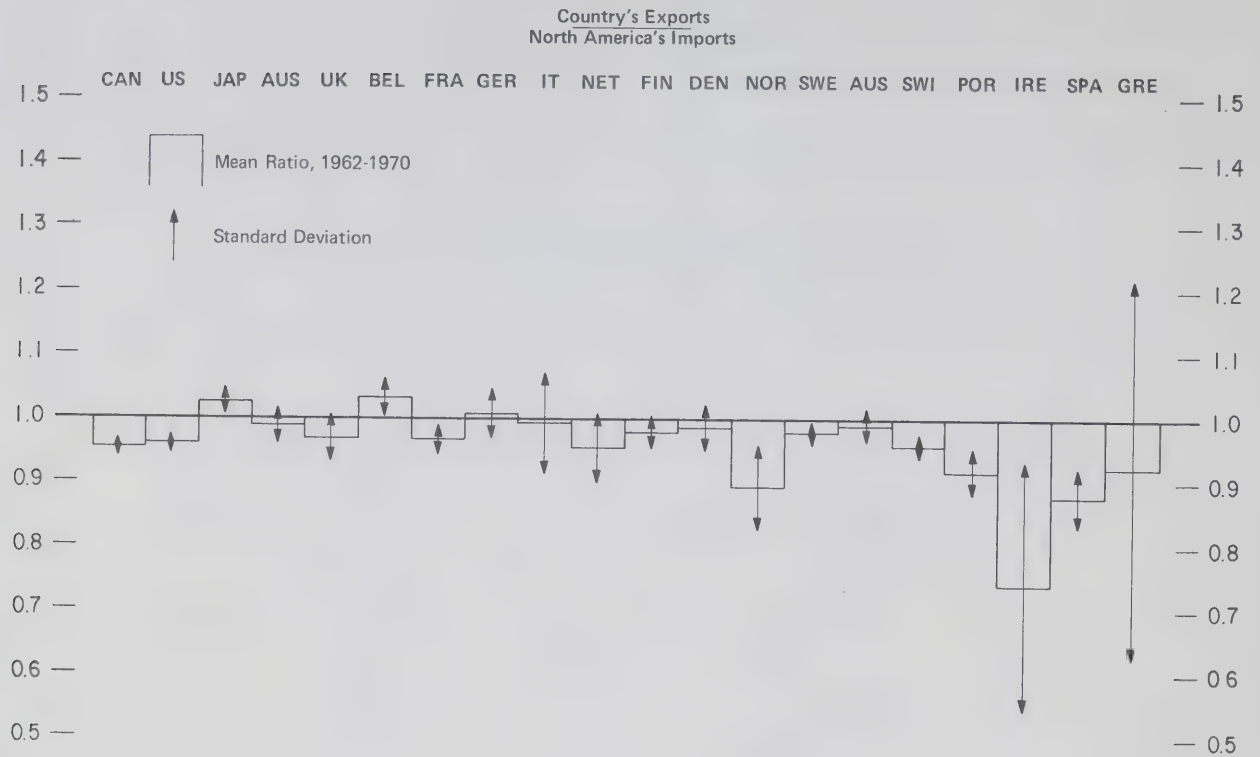 Country's Exports
North America's Imports
CAN US JAP AUS UK BEL FRA GER IT NET FIN DEN NOR SWE AUS SWI POR IRE SPA GRE
1.5 1.5
1.4 Mean Ratio, 1962-1970 1.4
1.3 Standard Deviation 1.3
1.2 1.2
1.1 1.1
1.0 1.0
0.9 0.9
0.8 0.8
0.7 0.7
0.6 0 6
0.5 0.5